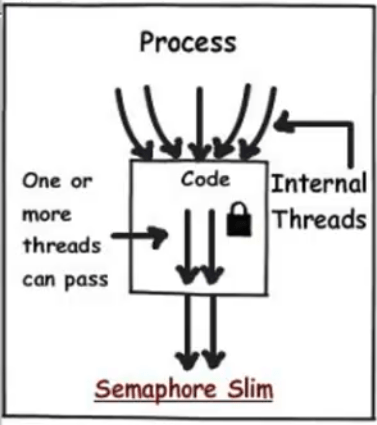 Process
One or
more
threads
can pass
Code
Internal
Threads
Semaphore Slim